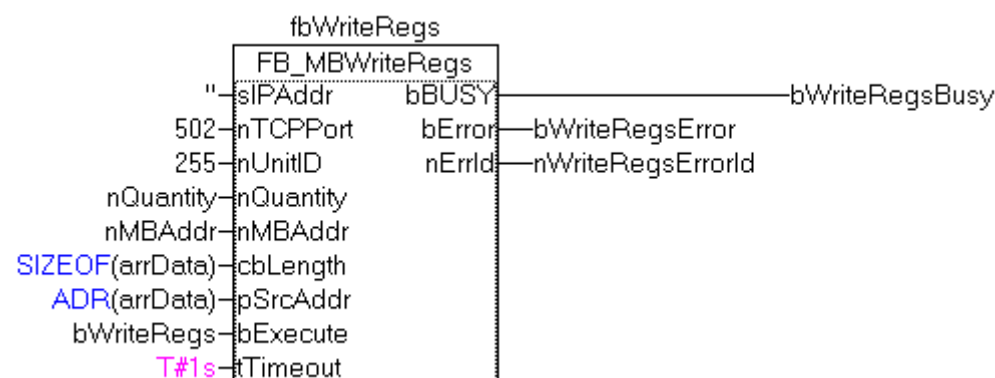 fbWriteRegs
FB_MBWriteRegs
''-sIPAddr bBUSY bWriteRegsBusy
502-nTCPPort bError bWriteRegsError
255-nUnitID nErrId nWriteRegsErrorId
nQuantity-nQuantity
nMBAddr-nMBAddr
SIZEOF(arrData)-cbLength
ADR(arrData)-pSrcAddr
bWriteRegs-bExecute
T#1s-tTimeout